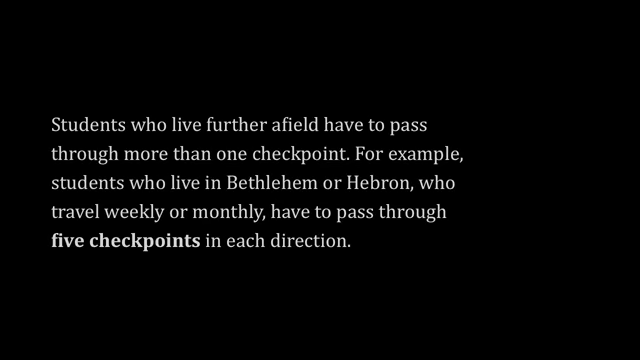 Students who live further afield have to pass
through more than one checkpoint. For example,
students who live in Bethlehem or Hebron, who
travel weekly or monthly, have to pass through
five checkpoints in each direction.